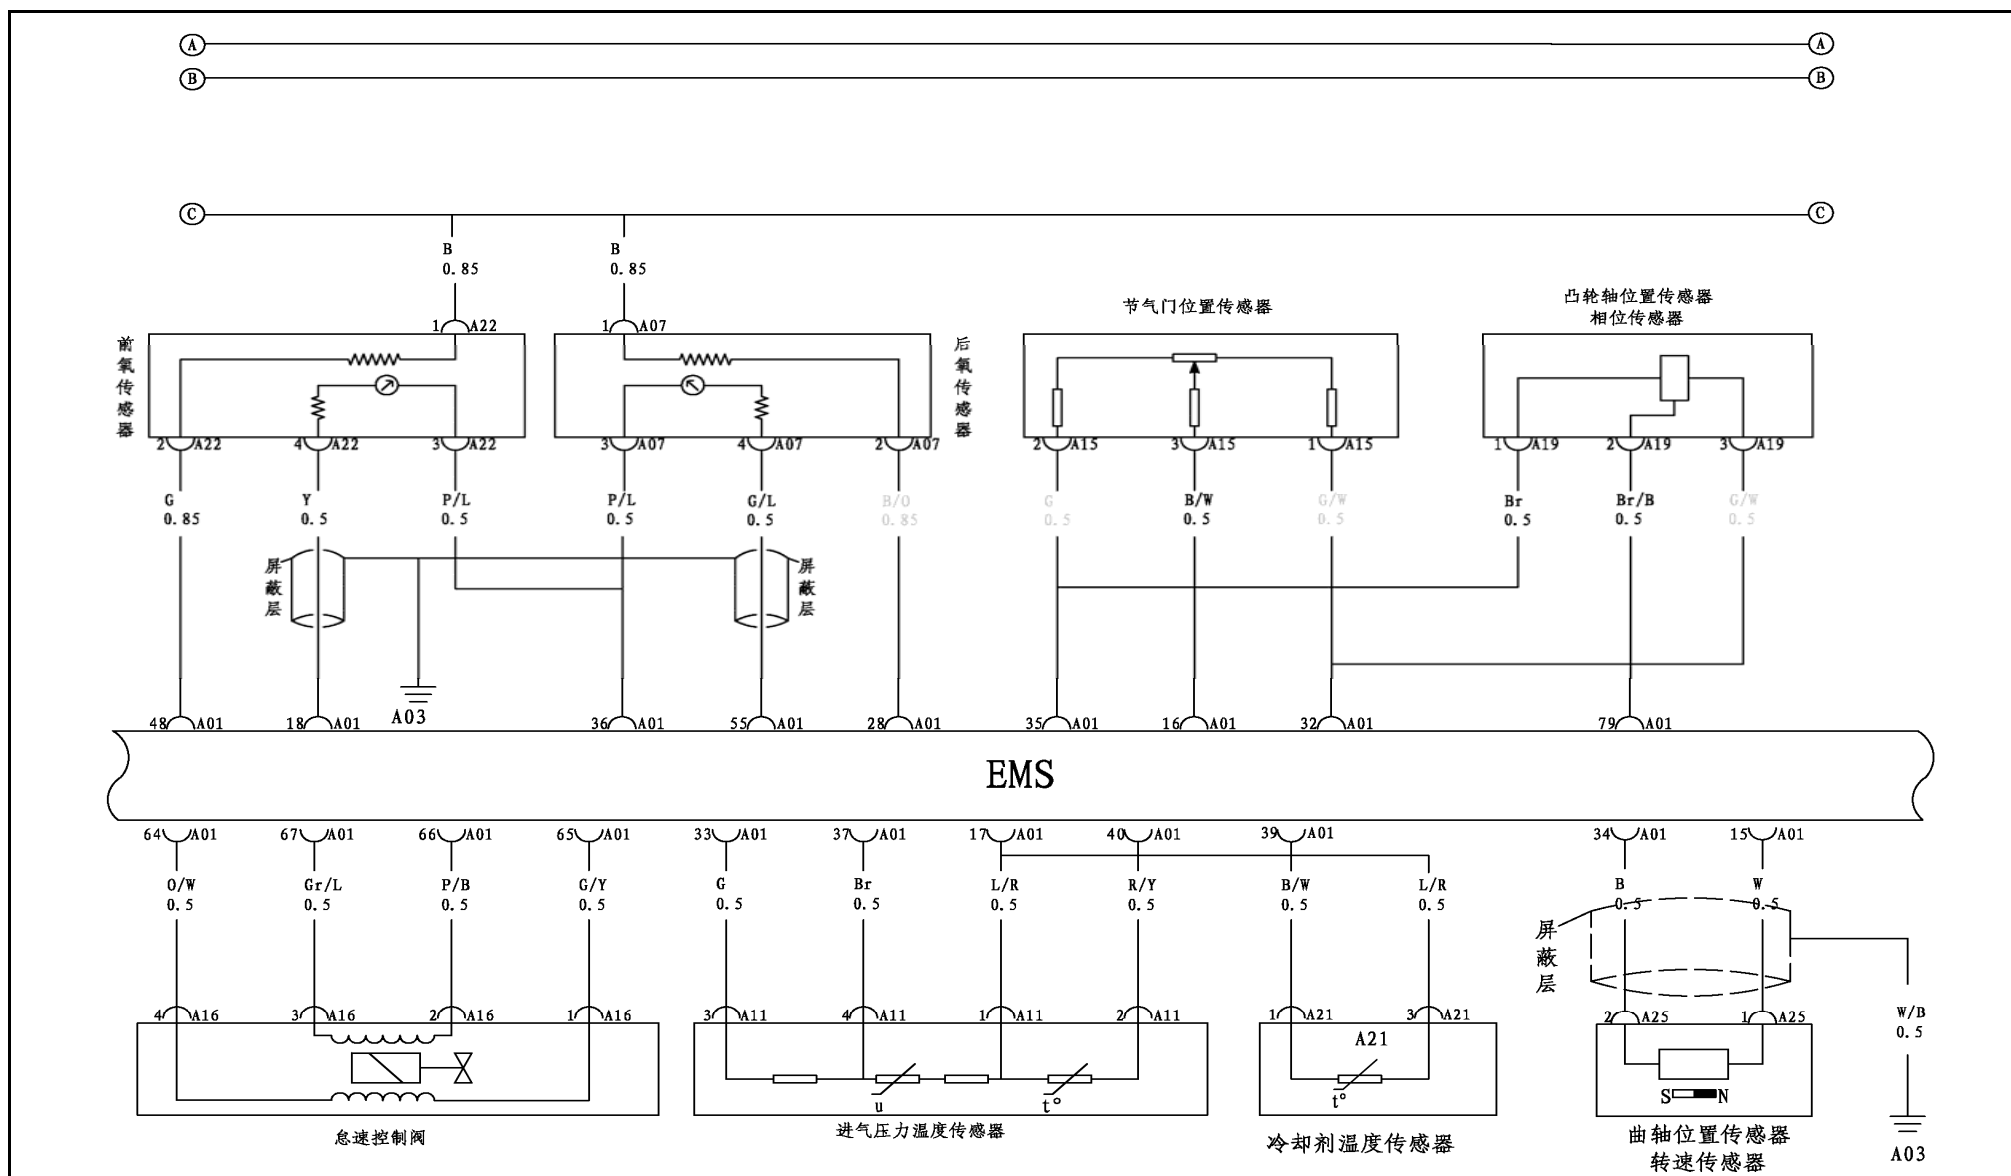 A A
B B
C C
B B
0.85 0.85
节气门位置传感器
凸轮轴位置传感器
相位传感器
1 A22 1 A07
前氧传感器
后氧传感器
2 A22 4 A22 3 A22 3 A07 4 A07 2 A07 2 A15 3 A15 1 A15 1 A19 2 A19 3 A19
G Y P/L P/L G/L B/O G B/W G/W Br Br/B G/W
0.85 0.5 0.5 0.5 0.5 0.85 0.5 0.5 0.5 0.5 0.5 0.5
屏蔽层
屏蔽层
A03
48 A01 18 A01 36 A01 55 A01 28 A01 35 A01 16 A01 32 A01 79 A01
EMS
64 A01 67 A01 66 A01 65 A01 33 A01 37 A01 17 A01 40 A01 39 A01 34 A01 15 A01
O/W Gr/L P/B G/Y G Br L/R R/Y B/W L/R B W
0.5 0.5 0.5 0.5 0.5 0.5 0.5 0.5 0.5 0.5 0.5 0.5
屏蔽层
W/B
0.5
4 A16 3 A16 2 A16 1 A16 3 A11 4 A11 1 A11 2 A11 1 A21 3 A21 2 A25 1 A25
A21
u t° t° S N
怠速控制阀
进气压力温度传感器
冷却剂温度传感器
曲轴位置传感器
转速传感器
A03